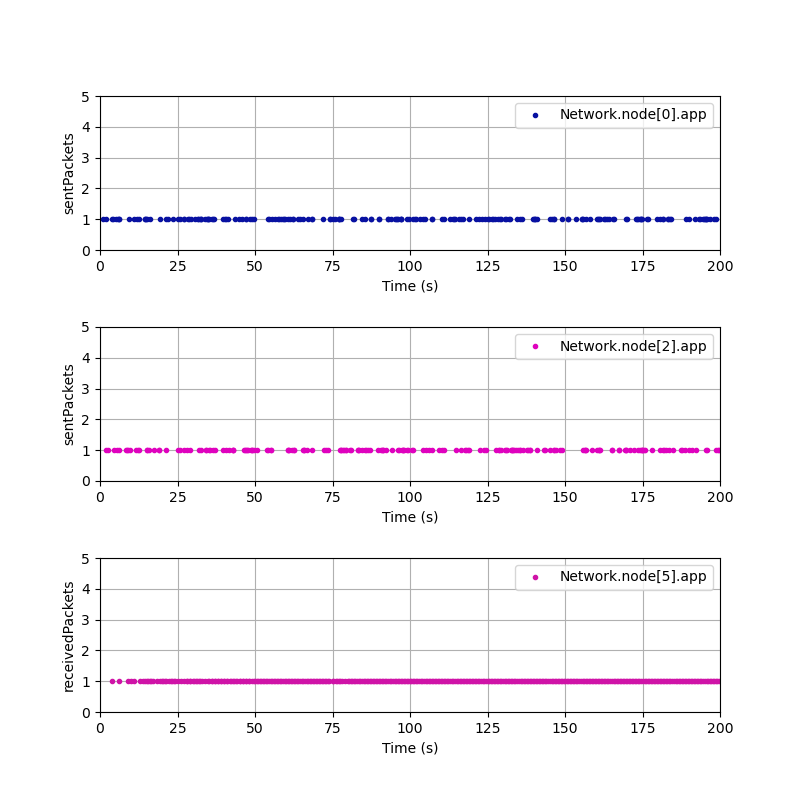 5
4
3
2
1
0
sentPackets
Network.node[0].app
0 25 50 75 100 125 150 175 200
Time (s)
5
4
3
2
1
0
sentPackets
Network.node[2].app
0 25 50 75 100 125 150 175 200
Time (s)
5
4
3
2
1
0
receivedPackets
Network.node[5].app
0 25 50 75 100 125 150 175 200
Time (s)